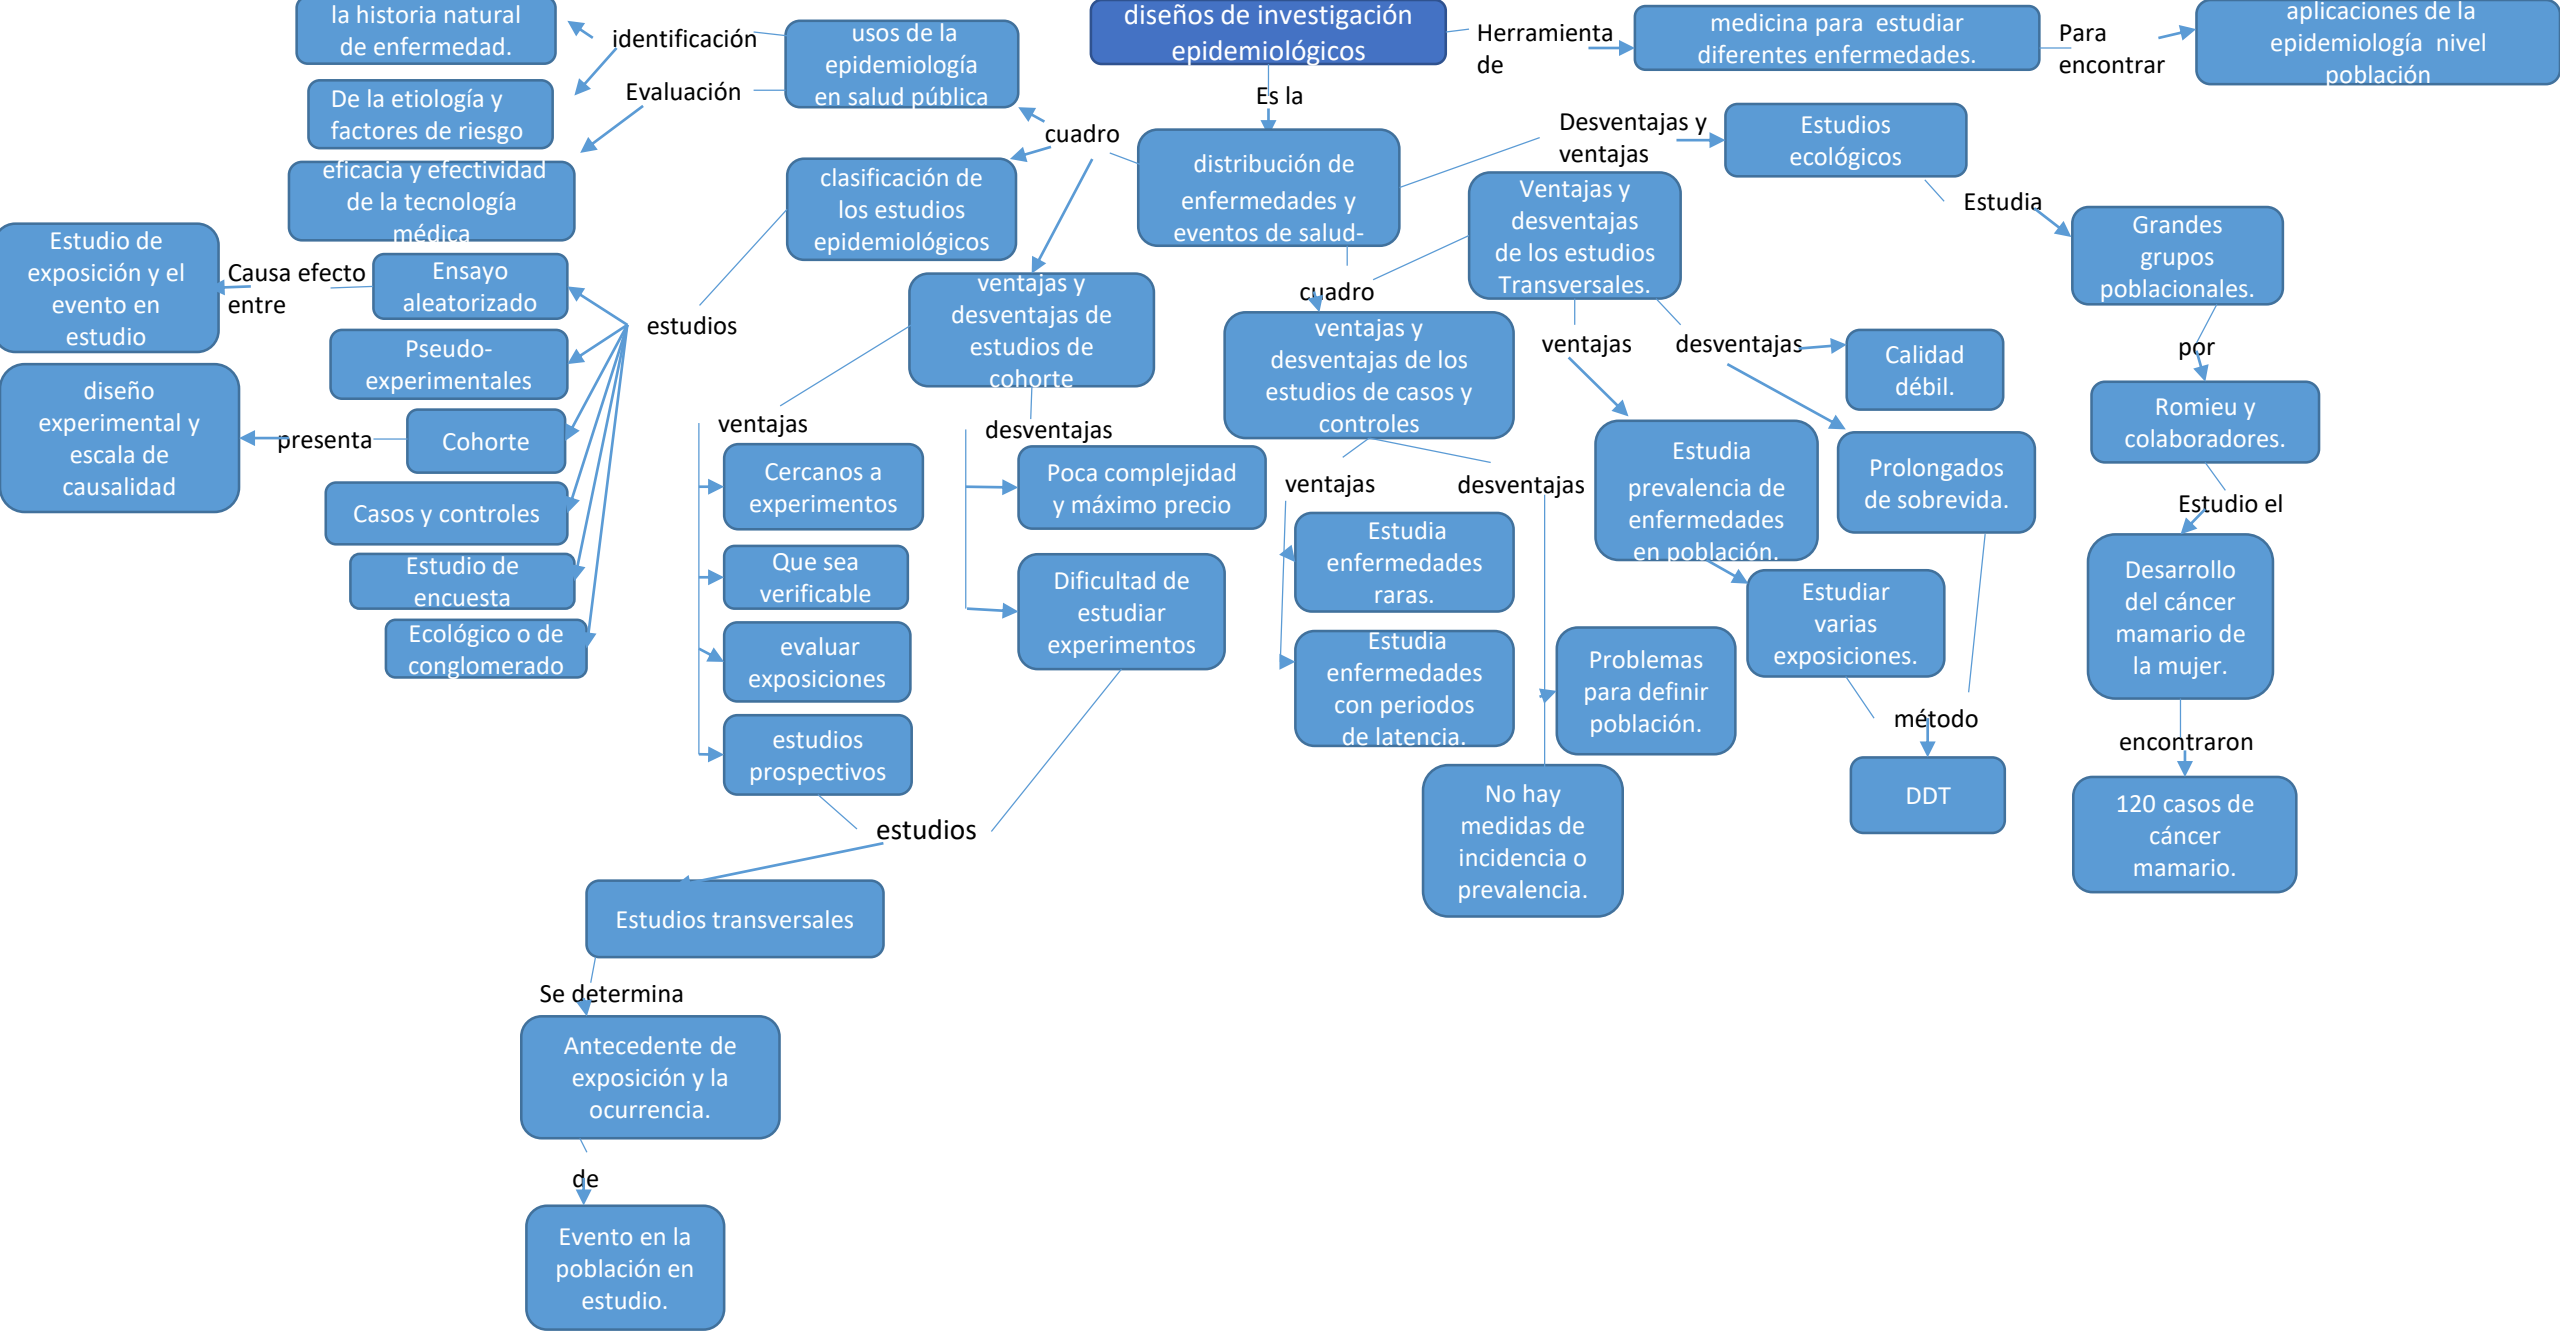 diseños de investigación
epidemiológicos
Herramienta
de
medicina para  estudiar
diferentes enfermedades.
Para
encontrar
aplicaciones de la
epidemiología  nivel
población
Es la
distribución de
enfermedades y
eventos de salud-
cuadro
usos de la
epidemiología
en salud pública
identificación
la historia natural
de enfermedad.
De la etiología y
factores de riesgo
Evaluación
eficacia y efectividad
de la tecnología
médica
clasificación de
los estudios
epidemiológicos
estudios
Ensayo
aleatorizado
Causa efecto
entre
Estudio de
exposición y el
evento en
estudio
Pseudo-
experimentales
Cohorte
presenta
diseño
experimental y
escala de
causalidad
Casos y controles
Estudio de
encuesta
Ecológico o de
conglomerado
ventajas y
desventajas de
estudios de
cohorte
ventajas
Cercanos a
experimentos
Que sea
verificable
evaluar
exposiciones
estudios
prospectivos
desventajas
Poca complejidad
y máximo precio
Dificultad de
estudiar
experimentos
estudios
Estudios transversales
Se determina
Antecedente de
exposición y la
ocurrencia.
de
Evento en la
población en
estudio.
cuadro
ventajas y
desventajas de los
estudios de casos y
controles
ventajas
Estudia
enfermedades
raras.
Estudia
enfermedades
con periodos
de latencia.
desventajas
Problemas
para definir
población.
No hay
medidas de
incidencia o
prevalencia.
Ventajas y
desventajas
de los estudios
Transversales.
ventajas
Estudia
prevalencia de
enfermedades
en población.
Estudiar
varias
exposiciones.
desventajas
Calidad
débil.
Prolongados
de sobrevida.
método
DDT
Desventajas y
ventajas
Estudios
ecológicos
Estudia
Grandes
grupos
poblacionales.
por
Romieu y
colaboradores.
Estudio el
Desarrollo
del cáncer
mamario de
la mujer.
encontraron
120 casos de
cáncer
mamario.